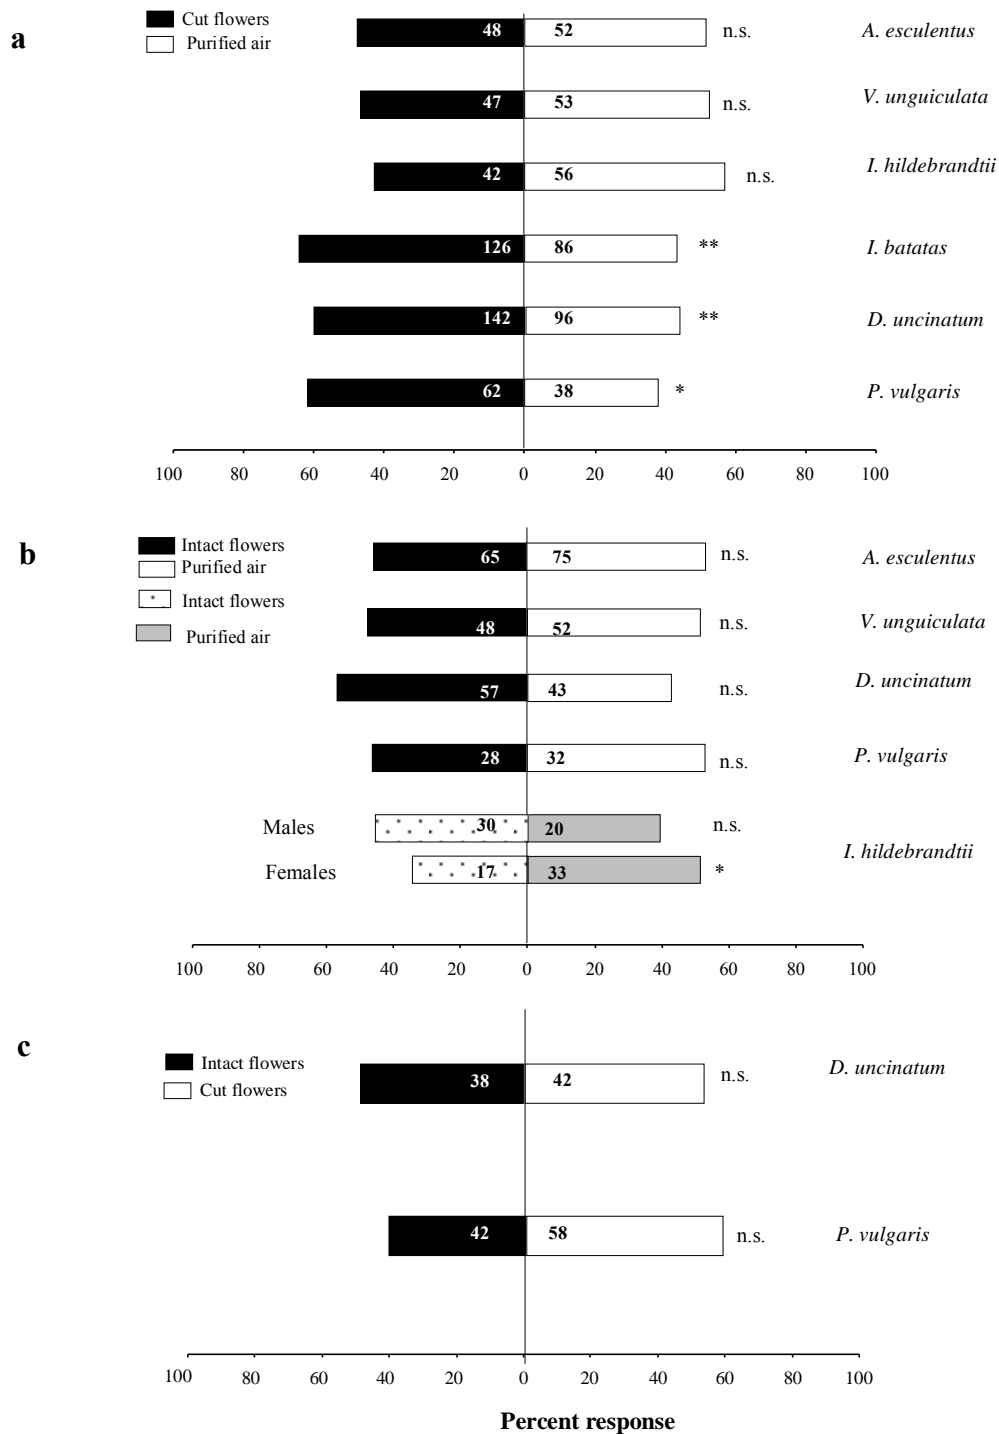 a
Cut flowers
Purified air
48 52 n.s. A. esculentus
47 53 n.s. V. unguiculata
42 56 n.s. I. hildebrandtii
126 86 ** I. batatas
142 96 ** D. uncinatum
62 38 * P. vulgaris
100 80 60 40 20 0 20 40 60 80 100
b
Intact flowers
Purified air
Intact flowers
Purified air
65 75 n.s. A. esculentus
48 52 n.s. V. unguiculata
57 43 n.s. D. uncinatum
28 32 n.s. P. vulgaris
Males 30 20 n.s.
I. hildebrandtii
Females 17 33 *
100 80 60 40 20 0 20 40 60 80 100
c
Intact flowers
Cut flowers
38 42 n.s. D. uncinatum
42 58 n.s. P. vulgaris
100 80 60 40 20 0 20 40 60 80 100
Percent response